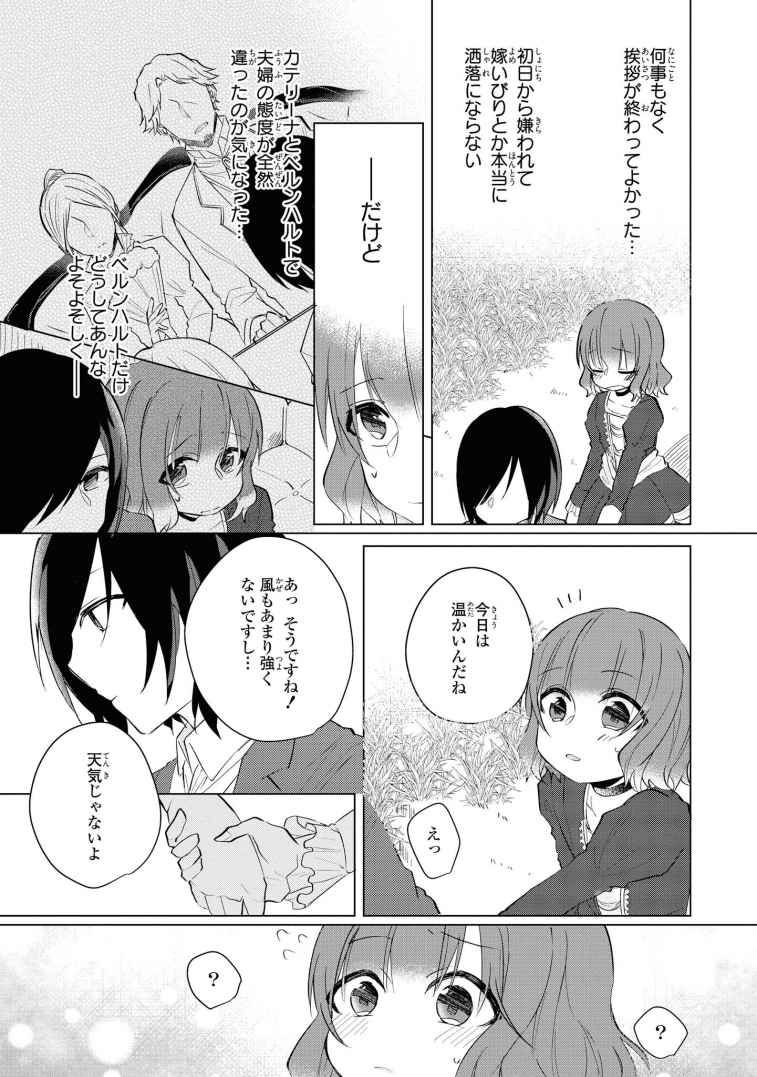 何事もなく
挨拶が終わってよかった…
初日から嫌われて
嫁いびりとか本当に
洒落にならない
――だけど
カテリーナとベルンハルトで
夫婦の態度が全然
違ったのが気になった…
ベルンハルトだけ
どうしてあんな
よそよそしく――
今日は
温かいんだね
えっ
あっ そうですね!
風もあまり強く
ないですし…
天気じゃないよ
?
?